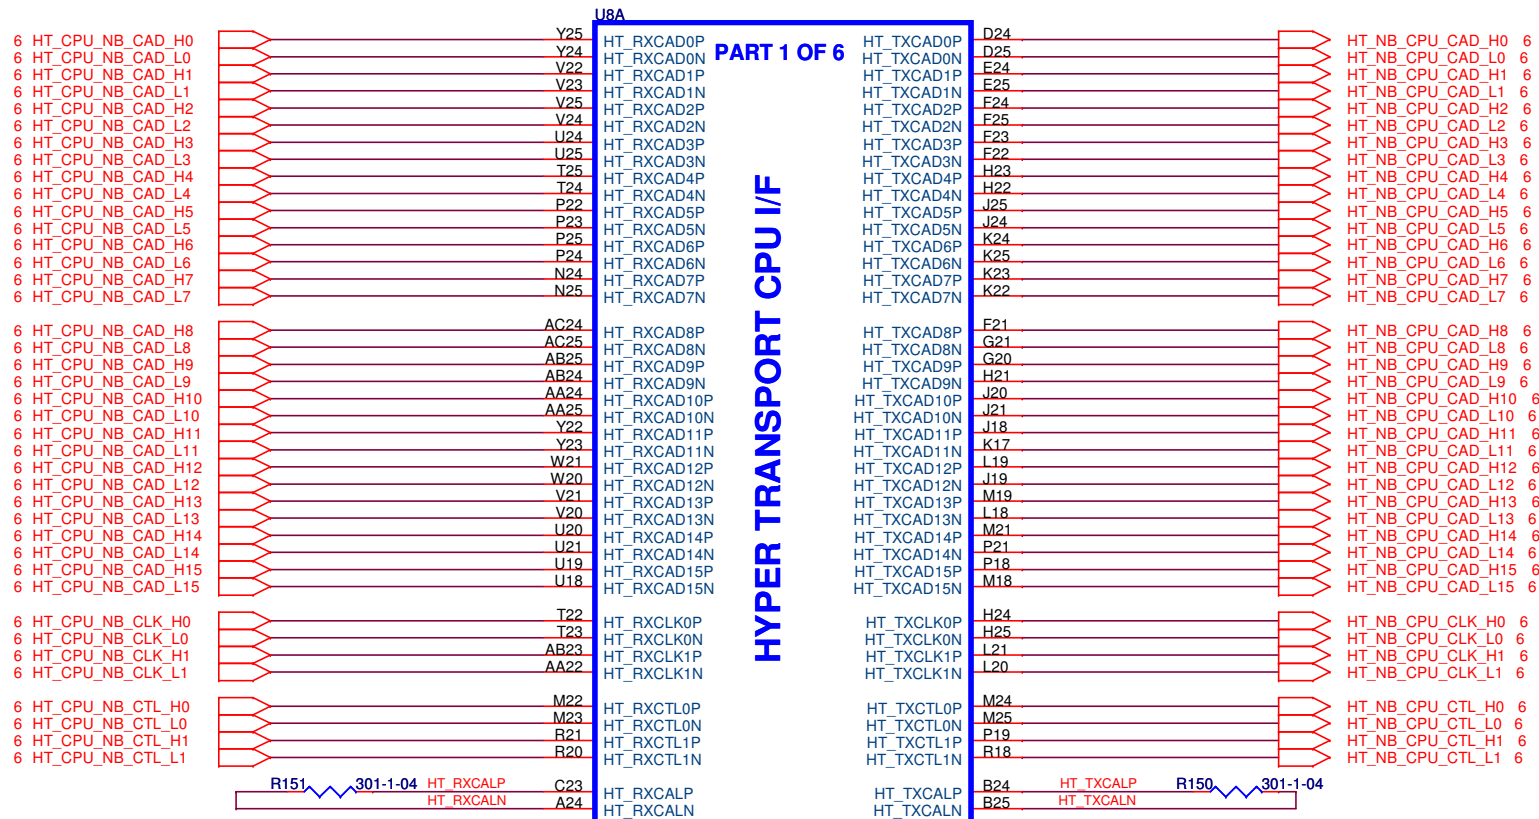 U8A
PART 1 OF 6
HYPER TRANSPORT CPU I/F
6 HT_CPU_NB_CAD_H0 Y25 HT_RXCAD0P HT_TXCAD0P D24 HT_NB_CPU_CAD_H0 6
6 HT_CPU_NB_CAD_L0 Y24 HT_RXCAD0N HT_TXCAD0N D25 HT_NB_CPU_CAD_L0 6
6 HT_CPU_NB_CAD_H1 V22 HT_RXCAD1P HT_TXCAD1P E24 HT_NB_CPU_CAD_H1 6
6 HT_CPU_NB_CAD_L1 V23 HT_RXCAD1N HT_TXCAD1N E25 HT_NB_CPU_CAD_L1 6
6 HT_CPU_NB_CAD_H2 V25 HT_RXCAD2P HT_TXCAD2P F24 HT_NB_CPU_CAD_H2 6
6 HT_CPU_NB_CAD_L2 V24 HT_RXCAD2N HT_TXCAD2N F25 HT_NB_CPU_CAD_L2 6
6 HT_CPU_NB_CAD_H3 U24 HT_RXCAD3P HT_TXCAD3P F23 HT_NB_CPU_CAD_H3 6
6 HT_CPU_NB_CAD_L3 U25 HT_RXCAD3N HT_TXCAD3N F22 HT_NB_CPU_CAD_L3 6
6 HT_CPU_NB_CAD_H4 T25 HT_RXCAD4P HT_TXCAD4P H23 HT_NB_CPU_CAD_H4 6
6 HT_CPU_NB_CAD_L4 T24 HT_RXCAD4N HT_TXCAD4N H22 HT_NB_CPU_CAD_L4 6
6 HT_CPU_NB_CAD_H5 P22 HT_RXCAD5P HT_TXCAD5P J25 HT_NB_CPU_CAD_H5 6
6 HT_CPU_NB_CAD_L5 P23 HT_RXCAD5N HT_TXCAD5N J24 HT_NB_CPU_CAD_L5 6
6 HT_CPU_NB_CAD_H6 P25 HT_RXCAD6P HT_TXCAD6P K24 HT_NB_CPU_CAD_H6 6
6 HT_CPU_NB_CAD_L6 P24 HT_RXCAD6N HT_TXCAD6N K25 HT_NB_CPU_CAD_L6 6
6 HT_CPU_NB_CAD_H7 N24 HT_RXCAD7P HT_TXCAD7P K23 HT_NB_CPU_CAD_H7 6
6 HT_CPU_NB_CAD_L7 N25 HT_RXCAD7N HT_TXCAD7N K22 HT_NB_CPU_CAD_L7 6
6 HT_CPU_NB_CAD_H8 AC24 HT_RXCAD8P HT_TXCAD8P F21 HT_NB_CPU_CAD_H8 6
6 HT_CPU_NB_CAD_L8 AC25 HT_RXCAD8N HT_TXCAD8N G21 HT_NB_CPU_CAD_L8 6
6 HT_CPU_NB_CAD_H9 AB25 HT_RXCAD9P HT_TXCAD9P G20 HT_NB_CPU_CAD_H9 6
6 HT_CPU_NB_CAD_L9 AB24 HT_RXCAD9N HT_TXCAD9N H21 HT_NB_CPU_CAD_L9 6
6 HT_CPU_NB_CAD_H10 AA24 HT_RXCAD10P HT_TXCAD10P J20 HT_NB_CPU_CAD_H10 6
6 HT_CPU_NB_CAD_L10 AA25 HT_RXCAD10N HT_TXCAD10N J21 HT_NB_CPU_CAD_L10 6
6 HT_CPU_NB_CAD_H11 Y22 HT_RXCAD11P HT_TXCAD11P J18 HT_NB_CPU_CAD_H11 6
6 HT_CPU_NB_CAD_L11 Y23 HT_RXCAD11N HT_TXCAD11N K17 HT_NB_CPU_CAD_L11 6
6 HT_CPU_NB_CAD_H12 W21 HT_RXCAD12P HT_TXCAD12P L19 HT_NB_CPU_CAD_H12 6
6 HT_CPU_NB_CAD_L12 W20 HT_RXCAD12N HT_TXCAD12N J19 HT_NB_CPU_CAD_L12 6
6 HT_CPU_NB_CAD_H13 V21 HT_RXCAD13P HT_TXCAD13P M19 HT_NB_CPU_CAD_H13 6
6 HT_CPU_NB_CAD_L13 V20 HT_RXCAD13N HT_TXCAD13N L18 HT_NB_CPU_CAD_L13 6
6 HT_CPU_NB_CAD_H14 U20 HT_RXCAD14P HT_TXCAD14P M21 HT_NB_CPU_CAD_H14 6
6 HT_CPU_NB_CAD_L14 U21 HT_RXCAD14N HT_TXCAD14N P21 HT_NB_CPU_CAD_L14 6
6 HT_CPU_NB_CAD_H15 U19 HT_RXCAD15P HT_TXCAD15P P18 HT_NB_CPU_CAD_H15 6
6 HT_CPU_NB_CAD_L15 U18 HT_RXCAD15N HT_TXCAD15N M18 HT_NB_CPU_CAD_L15 6
6 HT_CPU_NB_CLK_H0 T22 HT_RXCLK0P HT_TXCLK0P H24 HT_NB_CPU_CLK_H0 6
6 HT_CPU_NB_CLK_L0 T23 HT_RXCLK0N HT_TXCLK0N H25 HT_NB_CPU_CLK_L0 6
6 HT_CPU_NB_CLK_H1 AB23 HT_RXCLK1P HT_TXCLK1P L21 HT_NB_CPU_CLK_H1 6
6 HT_CPU_NB_CLK_L1 AA22 HT_RXCLK1N HT_TXCLK1N L20 HT_NB_CPU_CLK_L1 6
6 HT_CPU_NB_CTL_H0 M22 HT_RXCTL0P HT_TXCTL0P M24 HT_NB_CPU_CTL_H0 6
6 HT_CPU_NB_CTL_L0 M23 HT_RXCTL0N HT_TXCTL0N M25 HT_NB_CPU_CTL_L0 6
6 HT_CPU_NB_CTL_H1 R21 HT_RXCTL1P HT_TXCTL1P P19 HT_NB_CPU_CTL_H1 6
6 HT_CPU_NB_CTL_L1 R20 HT_RXCTL1N HT_TXCTL1N R18 HT_NB_CPU_CTL_L1 6
R151 301-1-04 HT_RXCALP C23 HT_RXCALP HT_TXCALP B24 HT_TXCALP R150 301-1-04
HT_RXCALN A24 HT_RXCALN HT_TXCALN B25 HT_TXCALN